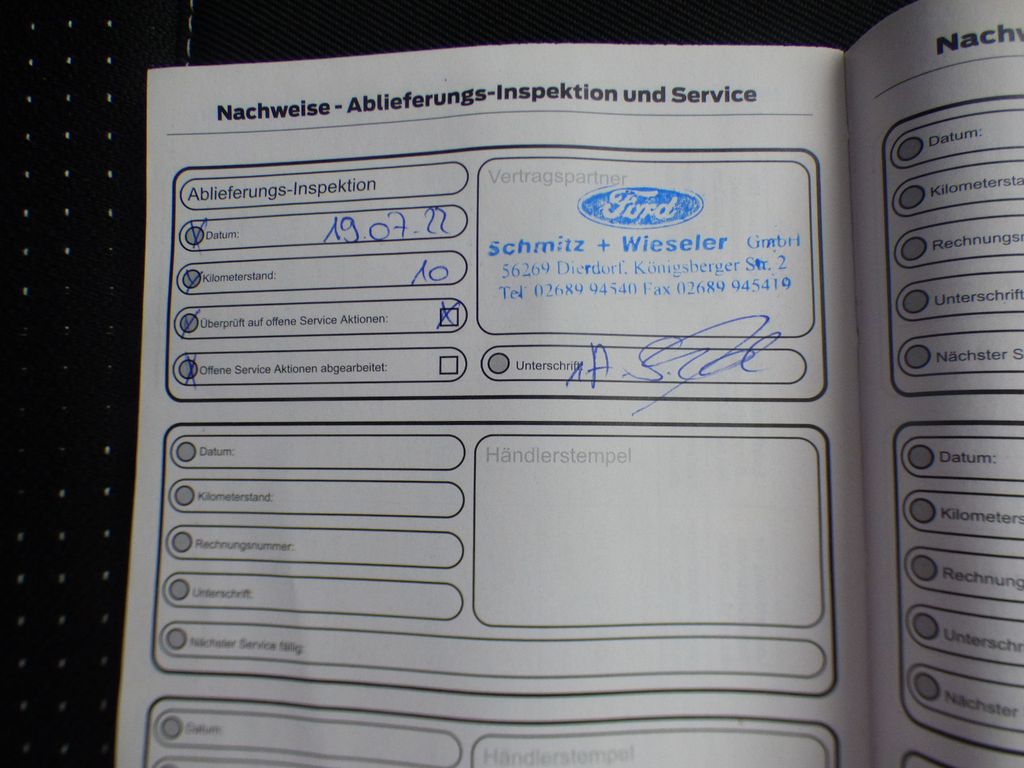 Nachweise - Ablieferungs-Inspektion und Service
Ablieferungs-Inspektion
Datum: 19.07.22
Kilometerstand: 10
Überprüft auf offene Service Aktionen:
Offene Service Aktionen abgearbeitet:
Vertragspartner
Ford
Schmitz + Wieseler GmbH
56269 Dierdorf, Königsberger Str. 2
Tel 02689 94540 Fax 02689 945419
Unterschrift
Datum:
Kilometerstand:
Rechnungsnummer:
Unterschrift:
Nächster Service fällig:
Händlerstempel
Datum:
Händlerstempel
Nachw
Datum:
Kilometersta
Rechnungsn
Unterschrift
Nächster S
Datum:
Kilometers
Rechnung
Unterschr
Nächster